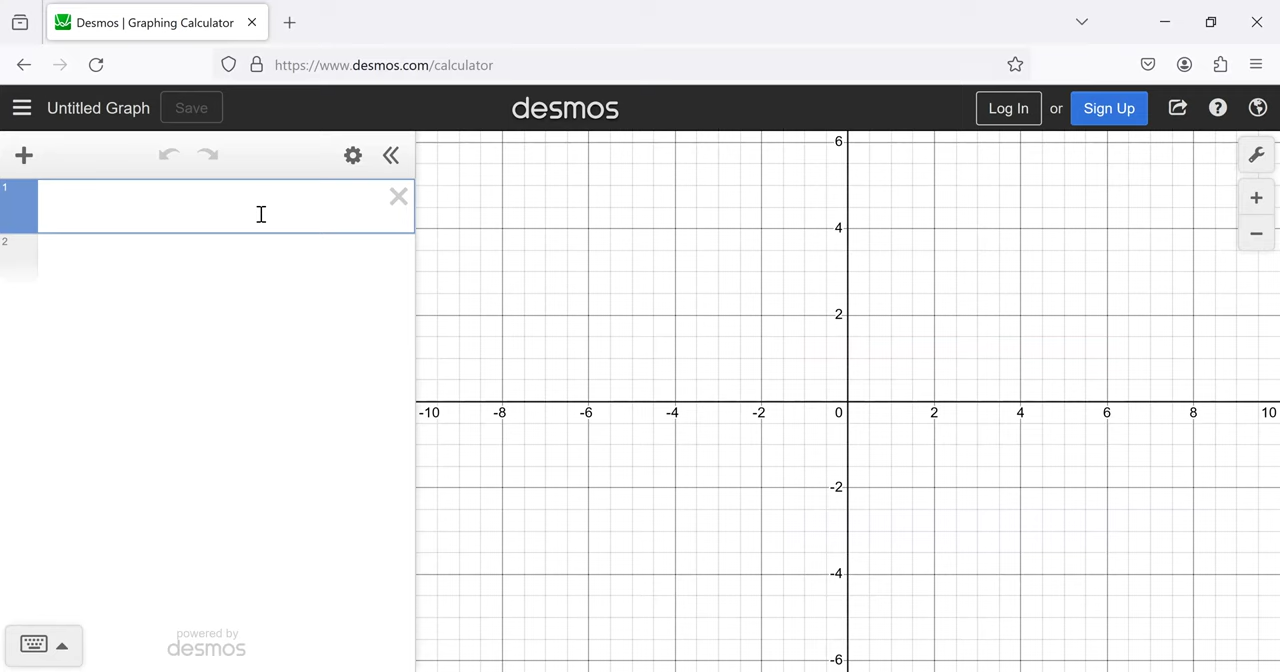 Desmos | Graphing Calculator
https://www.desmos.com/calculator
Untitled Graph
Save
desmos
Log In
or
Sign Up
1
2
6
4
2
-10
-8
-6
-4
-2
0
2
4
6
8
10
-2
-4
-6
powered by
desmos